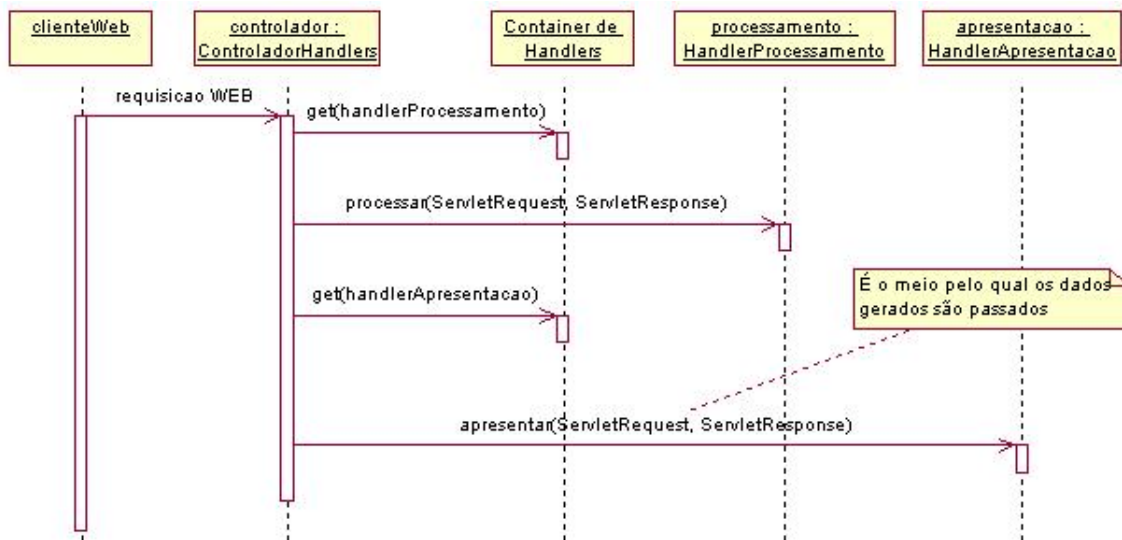 clienteWeb
controlador :
ControladorHandlers
Container de
Handlers
processamento :
HandlerProcessamento
apresentacao :
HandlerApresentacao
requisicao WEB
get(handlerProcessamento)
processar(ServletRequest, ServletResponse)
get(handlerApresentacao)
É o meio pelo qual os dados
gerados são passados
apresentar(ServletRequest, ServletResponse)